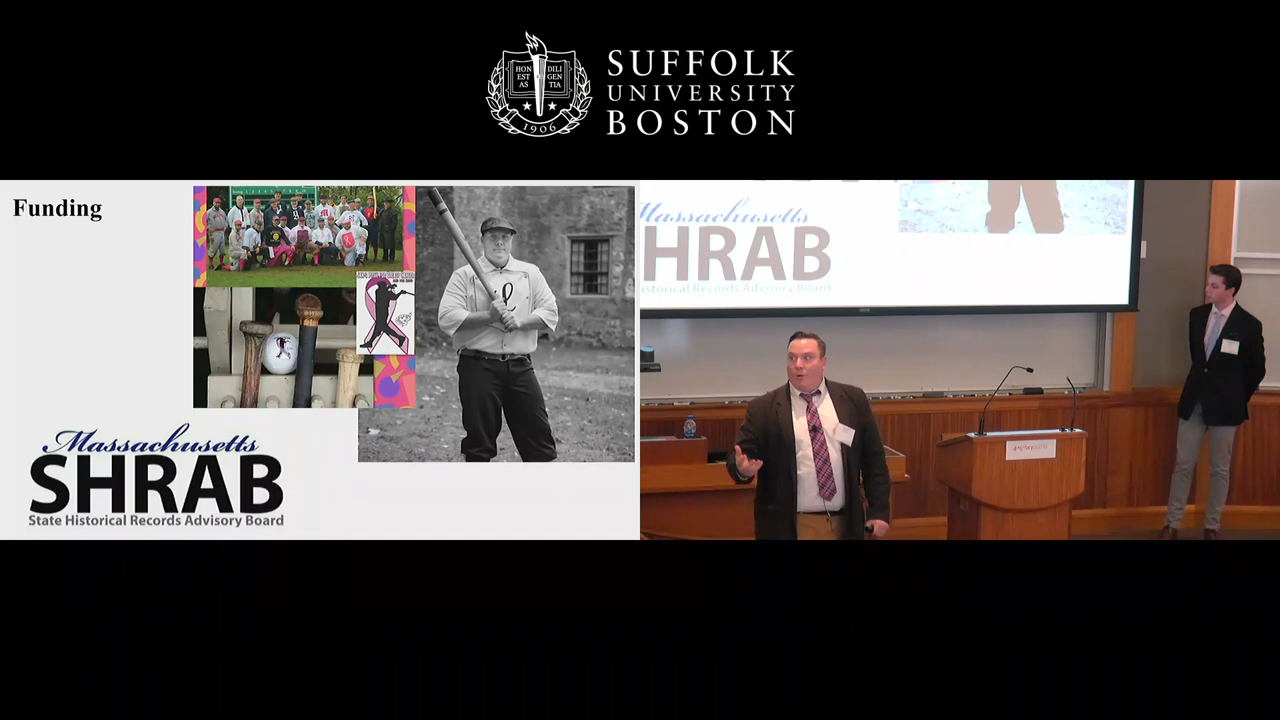 HON
EST
AS
DILI
GEN
TIA
1906
SUFFOLK
UNIVERSITY
BOSTON
Funding
Massachusetts
SHRAB
State Historical Records Advisory Board
Massachusetts
HRAB
Historical Records Advisory Board